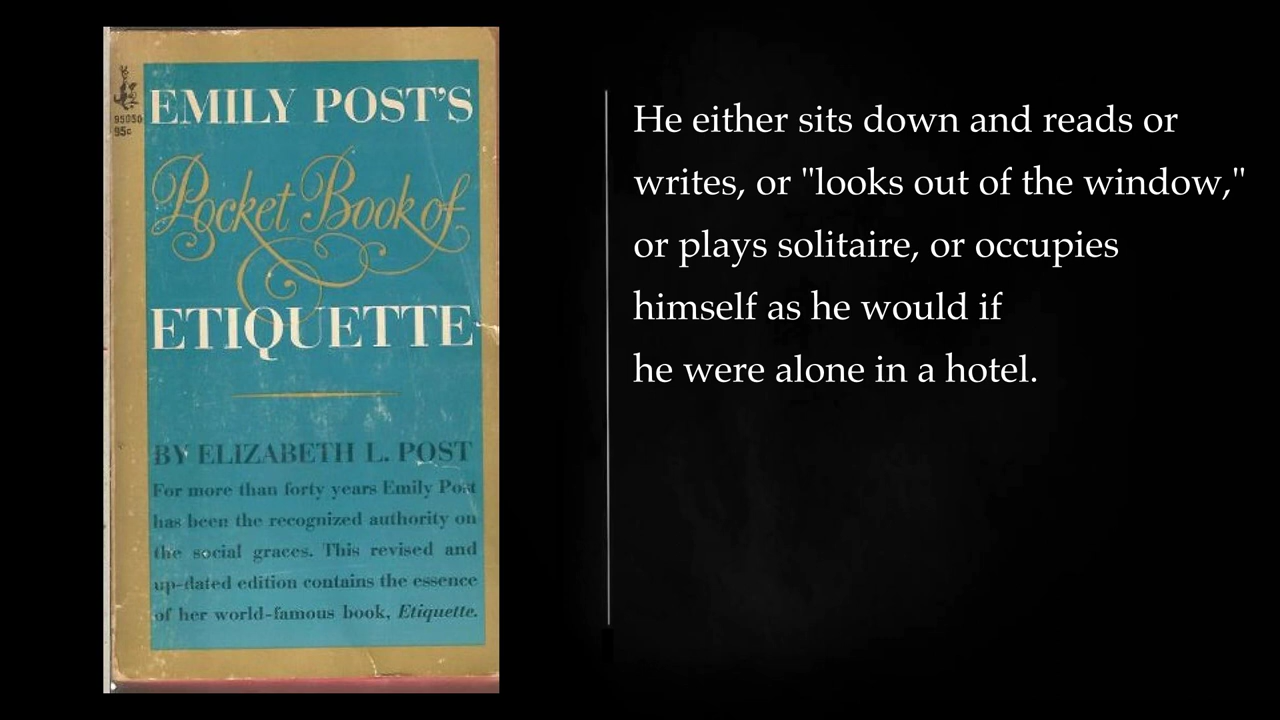 95050
95c
EMILY POST'S
Pocket Book of
ETIQUETTE
BY ELIZABETH L. POST
For more than forty years Emily Post
has been the recognized authority on
the social graces. This revised and
up-dated edition contains the essence
of her world-famous book, Etiquette.
He either sits down and reads or
writes, or "looks out of the window,"
or plays solitaire, or occupies
himself as he would if
he were alone in a hotel.